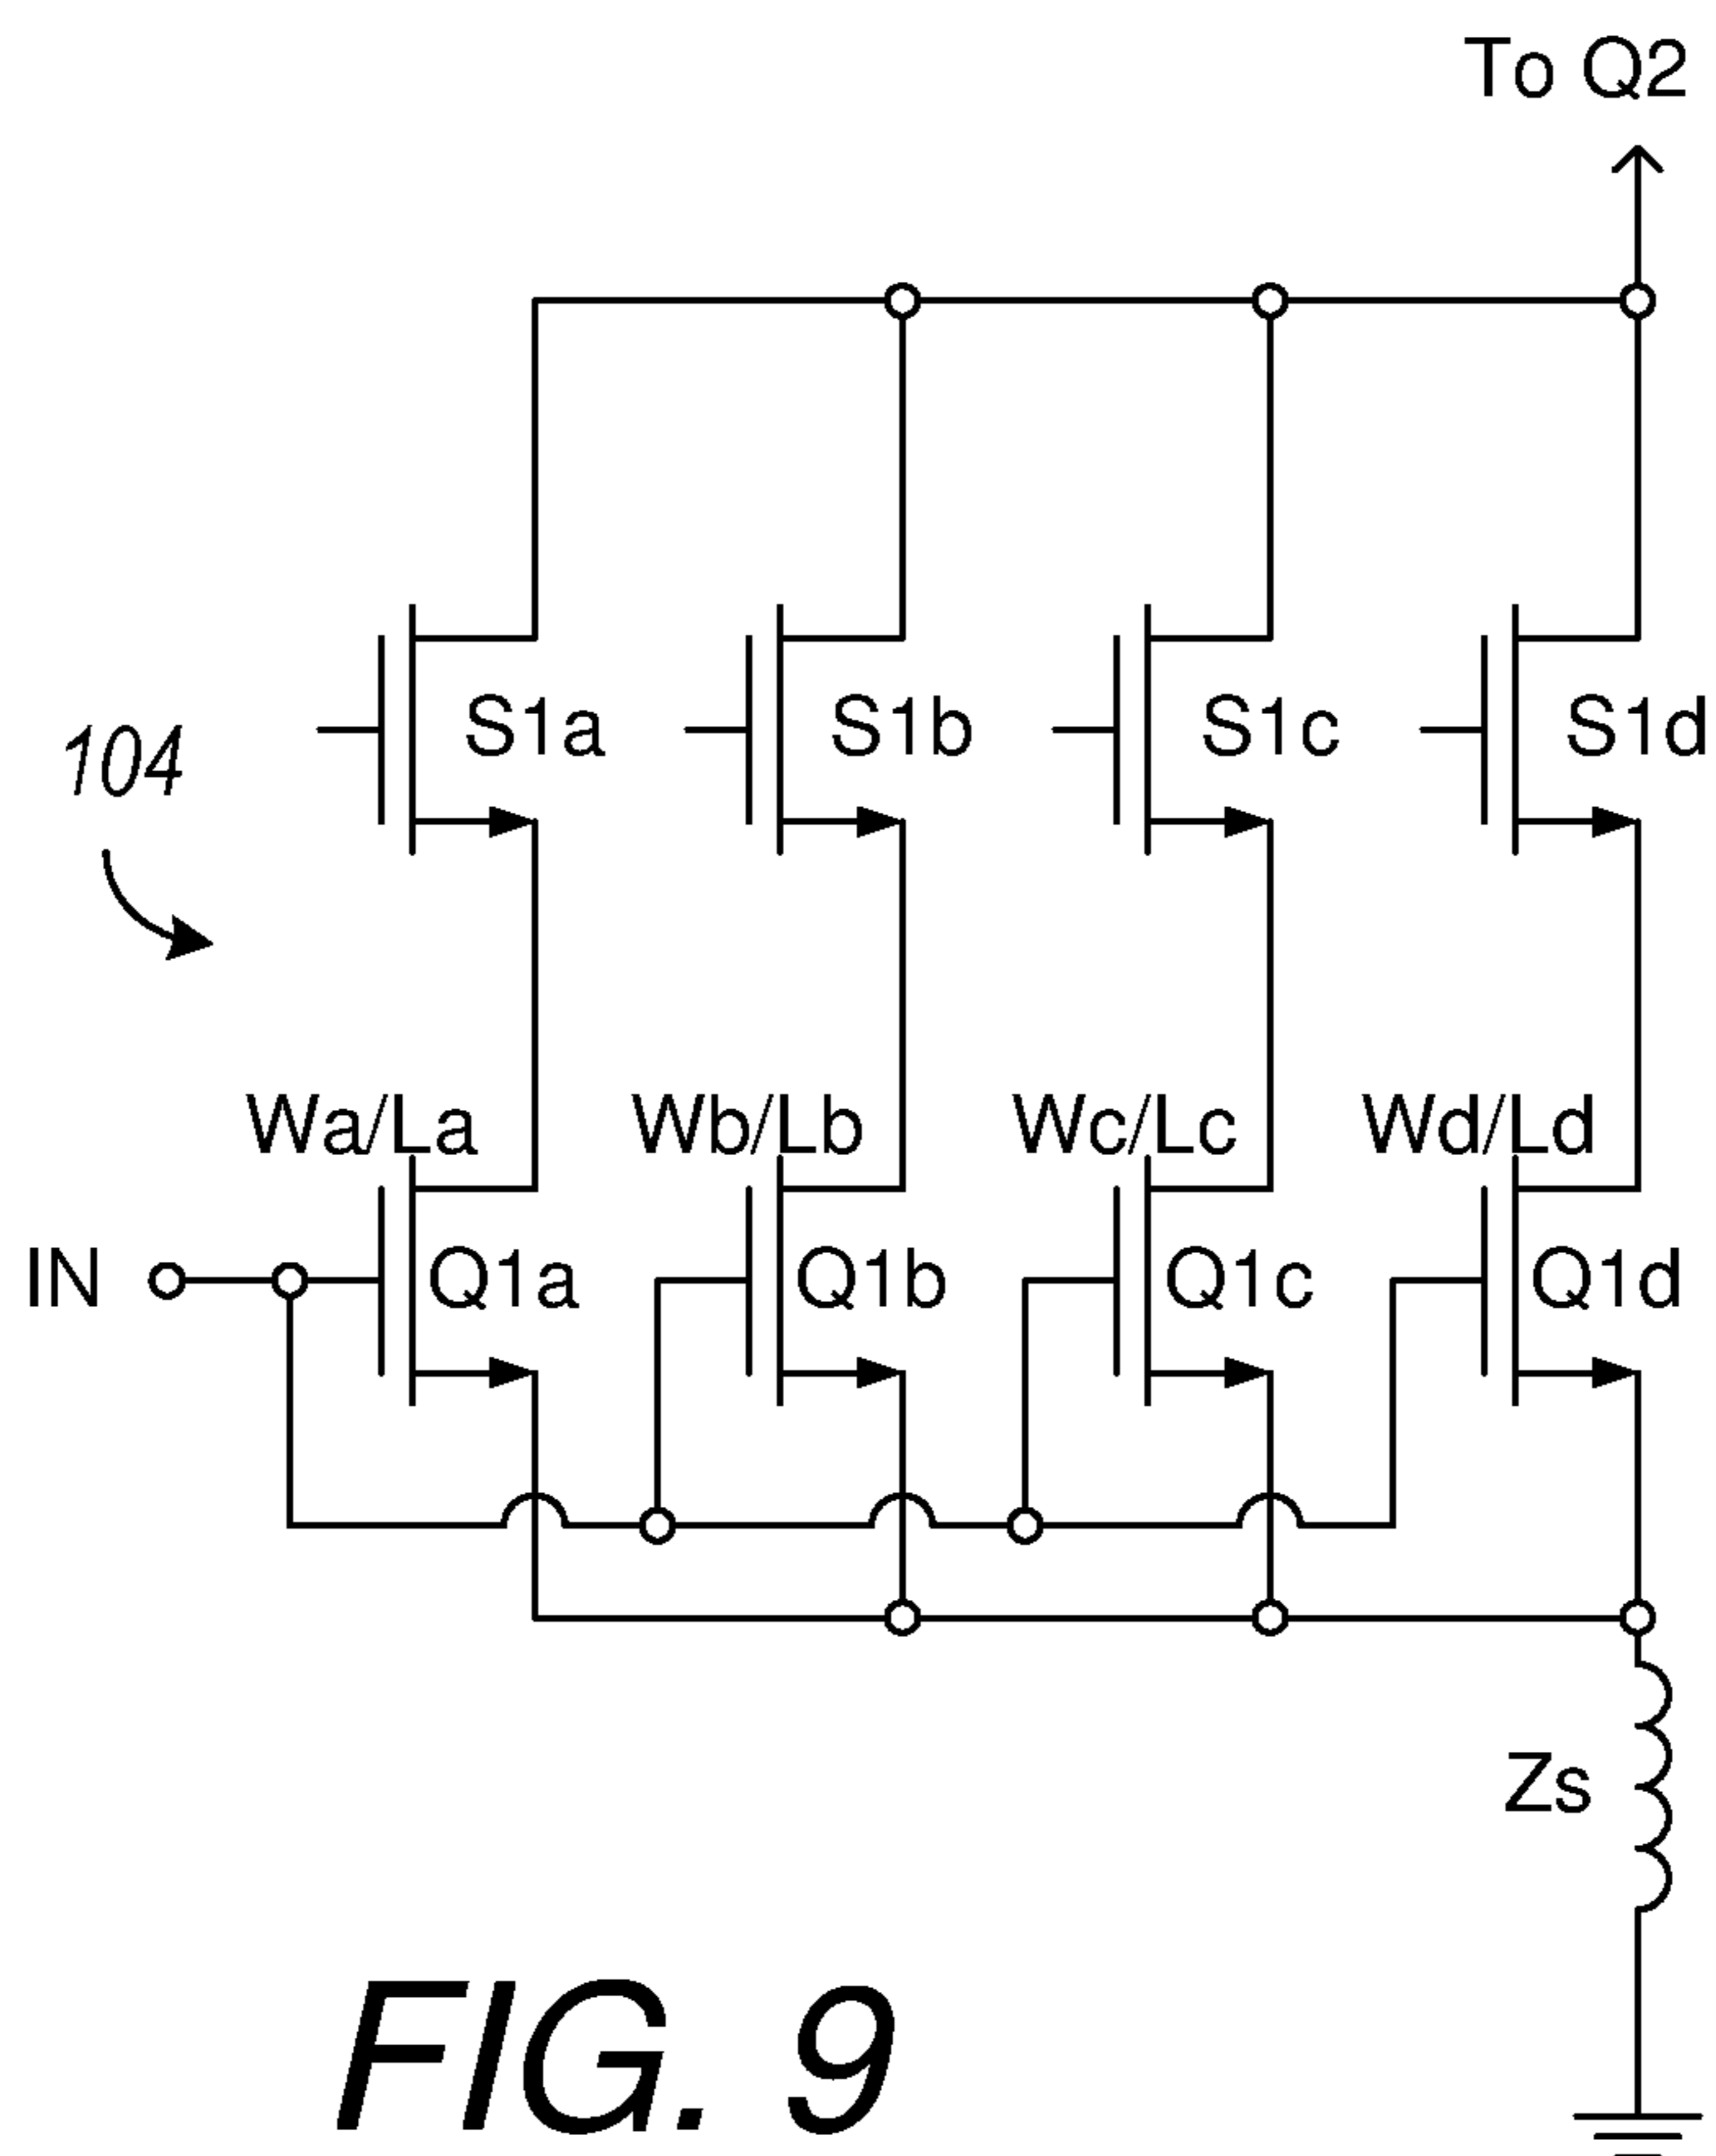 To Q2
S1a S1b S1c S1d
104
Wa/La Wb/Lb Wc/Lc Wd/Ld
IN Q1a Q1b Q1c Q1d
Zs
FIG. 9